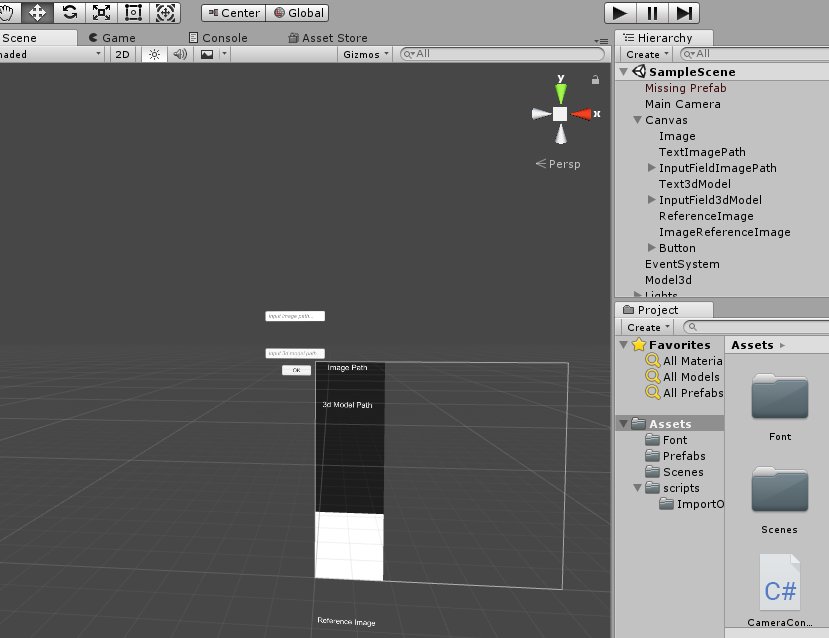 Center Global
Scene Game Console Asset Store
haded 2D Gizmos All
y
x
Persp
Input image path...
Input 3d model path...
OK
Image Path
3d Model Path
Reference Image
Hierarchy
Create All
SampleScene
Missing Prefab
Main Camera
Canvas
Image
TextImagePath
InputFieldImagePath
Text3dModel
InputField3dModel
ReferenceImage
ImageReferenceImage
Button
EventSystem
Model3d
Lights
Project
Create
Favorites
All Materia
All Models
All Prefabs
Assets
Font
Prefabs
Scenes
scripts
ImportO
Assets
Font
Scenes
C#
CameraCon...